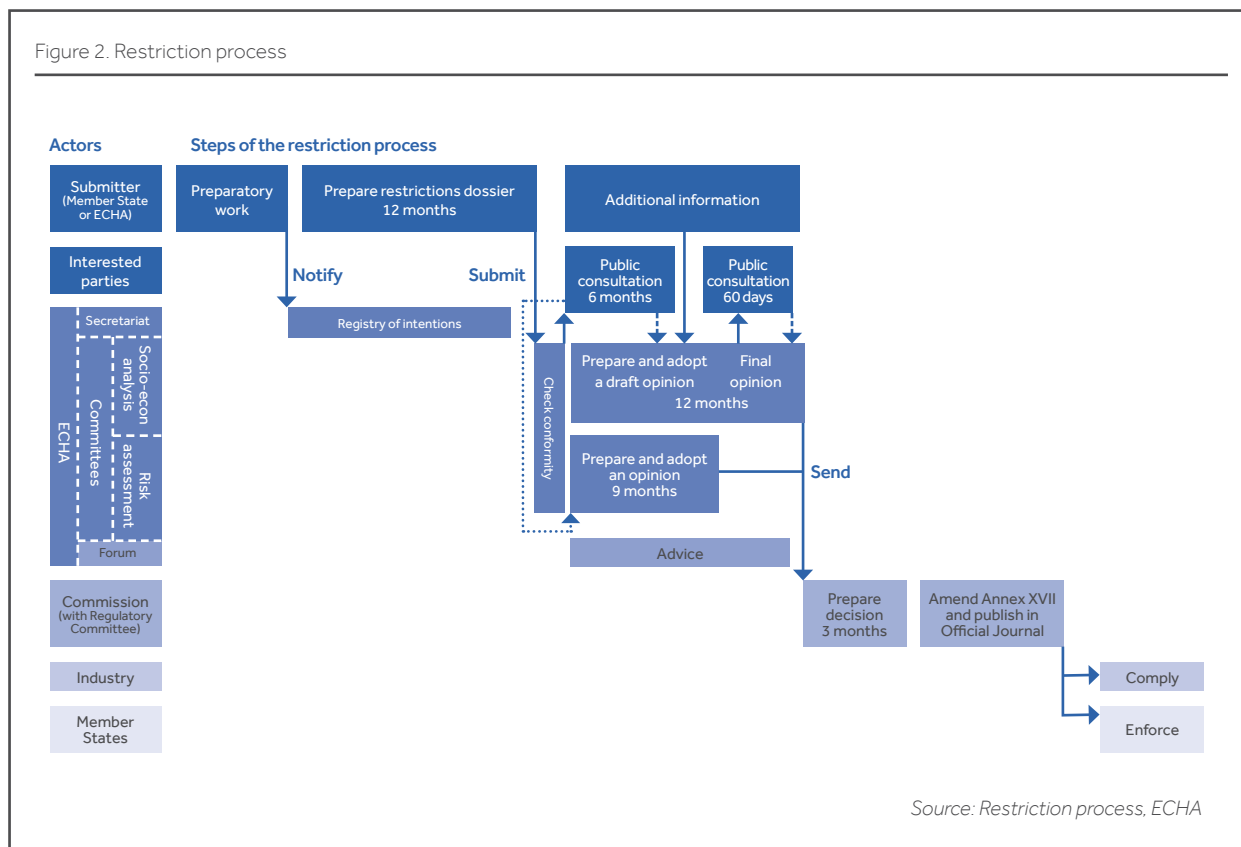 Figure 2. Restriction process
Actors
Steps of the restriction process
Submitter
(Member State
or ECHA)
Preparatory
work
Prepare restrictions dossier
12 months
Additional information
Interested
parties
Notify
Submit
Public
consultation
6 months
Public
consultation
60 days
ECHA
Secretariat
Committees
Socio-econ
analysis
Risk
assessment
Forum
Registry of intentions
Check conformity
Prepare and adopt
a draft opinion
Final
opinion
12 months
Prepare and adopt
an opinion
9 months
Send
Advice
Commission
(with Regulatory
Committee)
Prepare
decision
3 months
Amend Annex XVII
and publish in
Official Journal
Industry
Comply
Member
States
Enforce
Source: Restriction process, ECHA